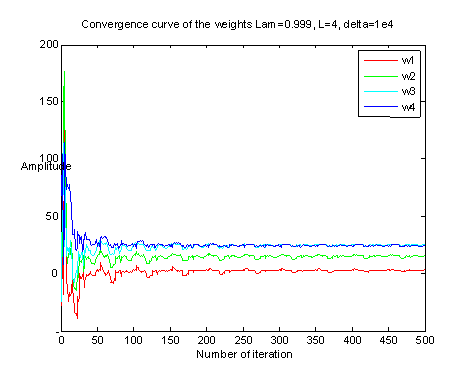 Convergence curve of the weights Lam=0.999, L=4, delta=1e4
200
150
100
50
0
-
Amplitude
w1
w2
w3
w4
0 50 100 150 200 250 300 350 400 450 500
Number of iteration